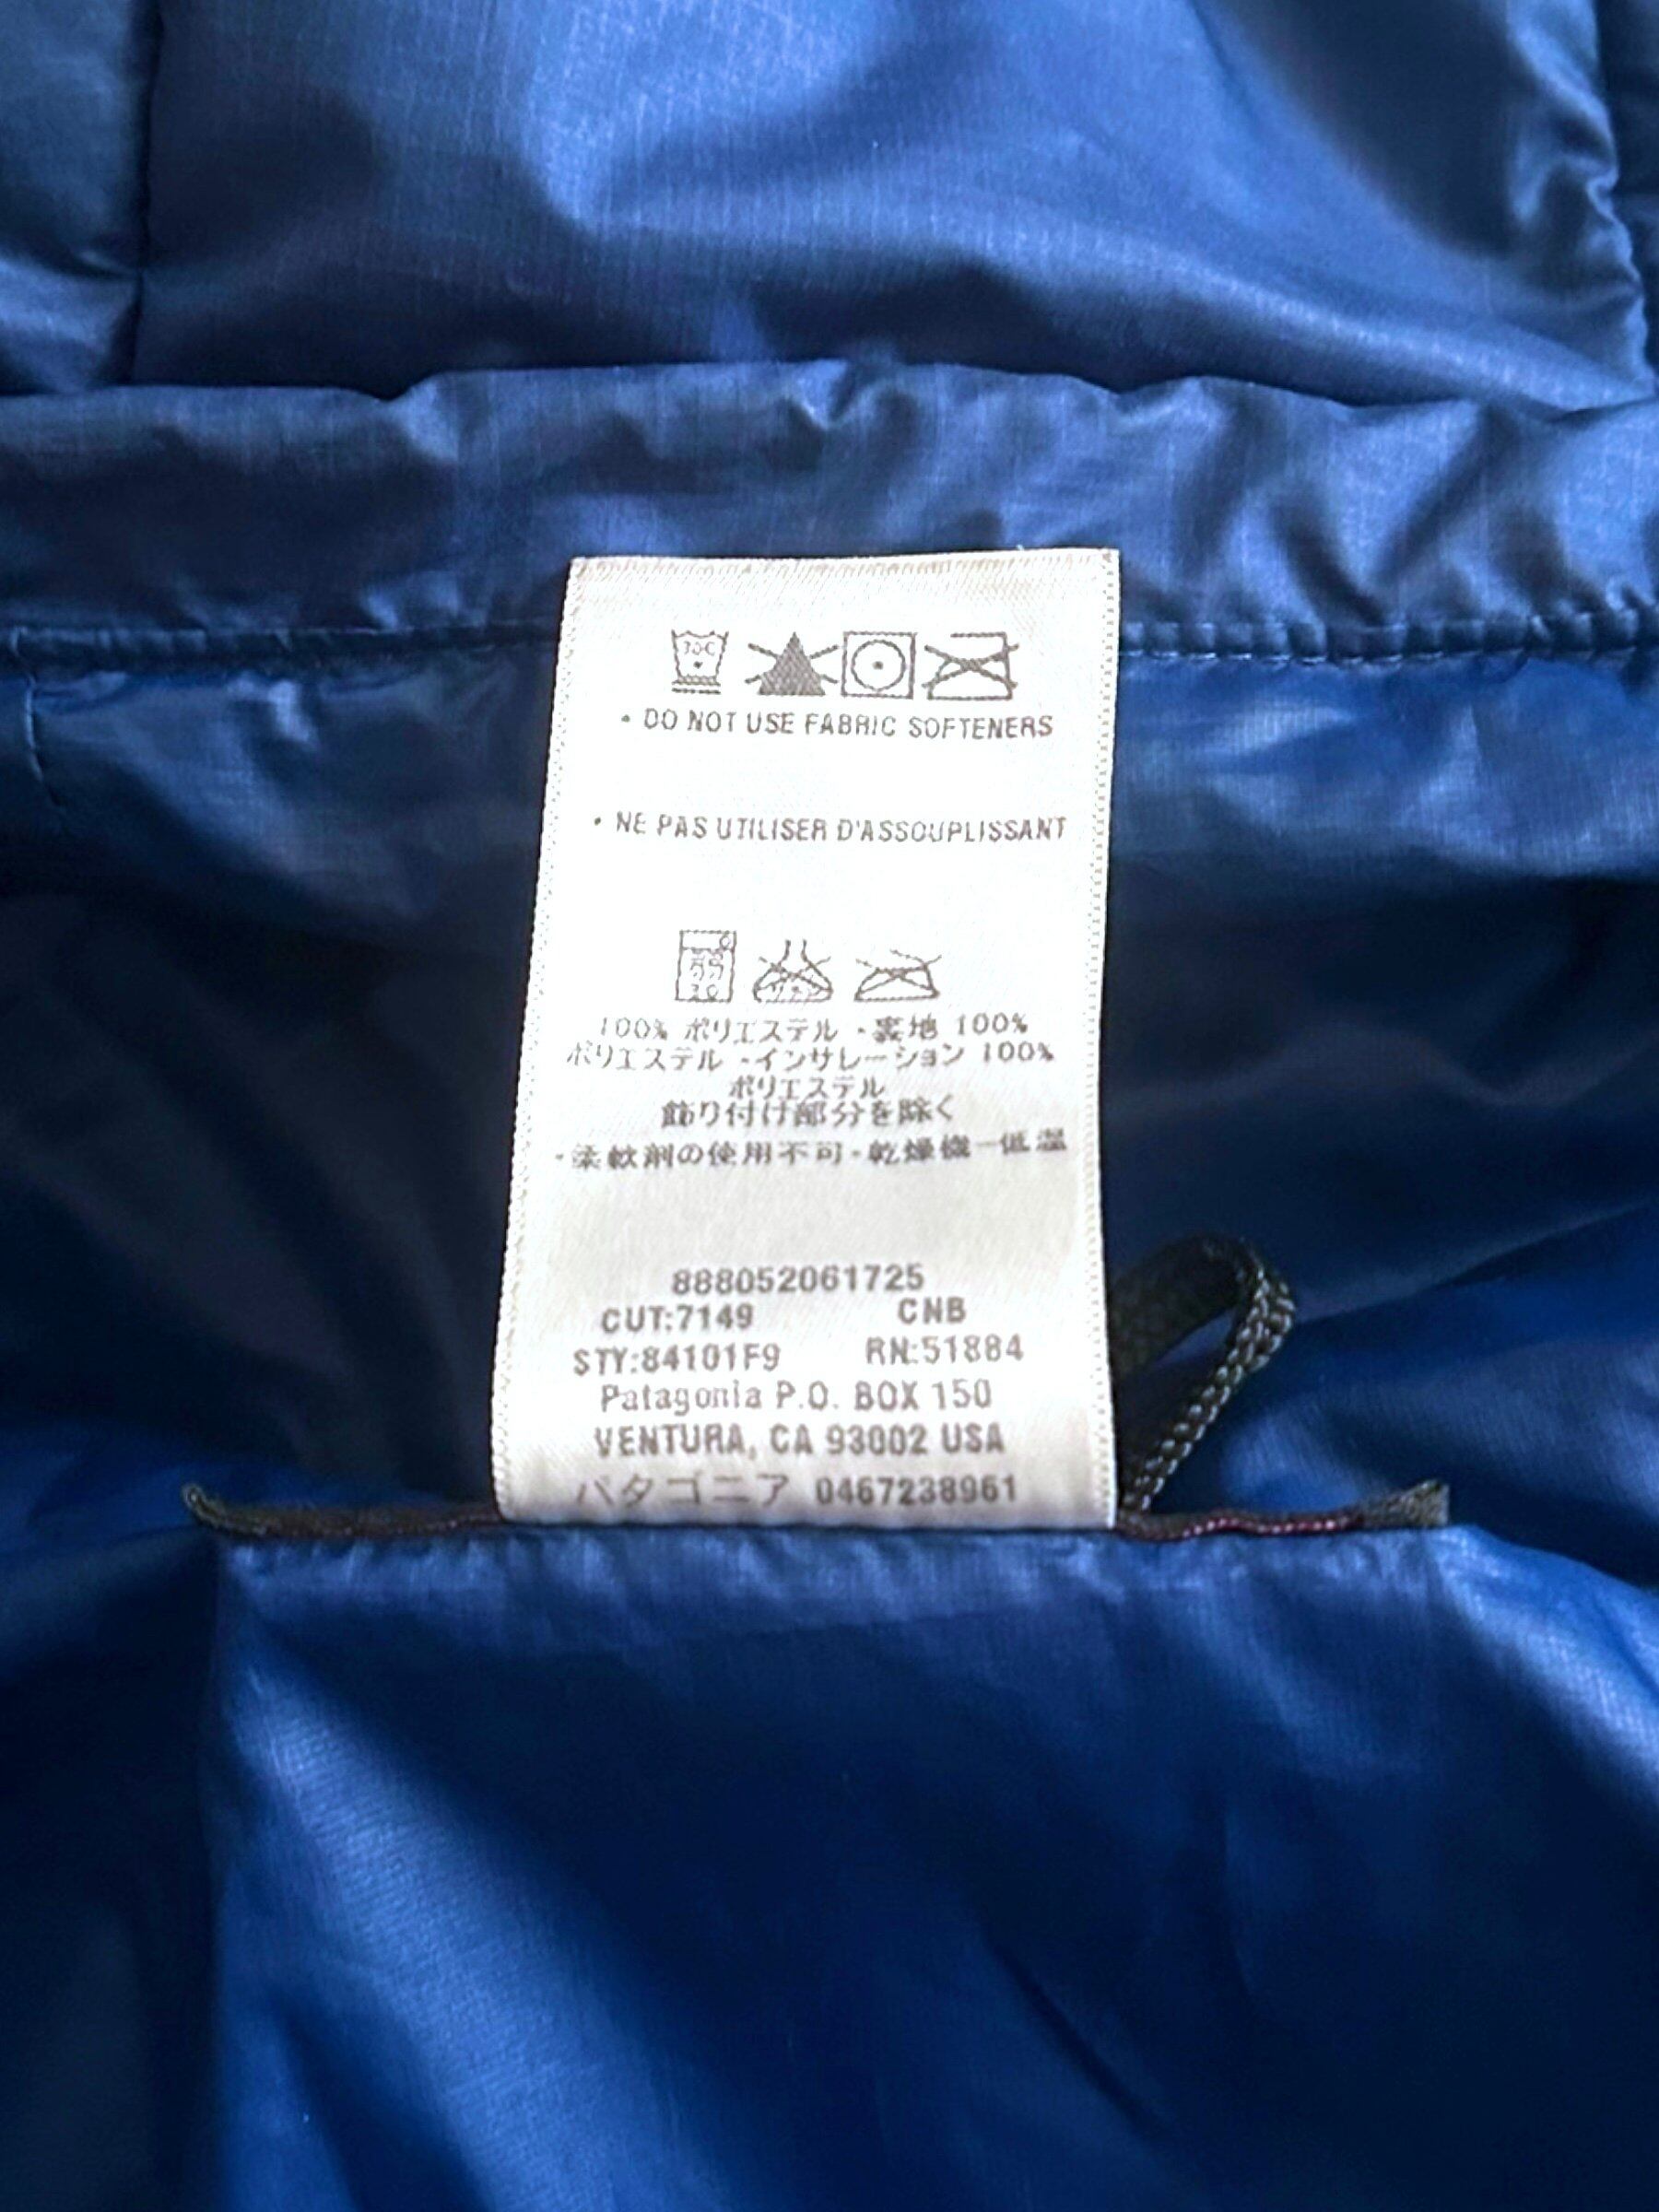 30C
• DO NOT USE FABRIC SOFTENERS
• NE PAS UTILISER D'ASSOUPLISSANT
100% ポリエステル ・裏地 100%
ポリエステル ・インサレーション 100%
ポリエステル
飾り付け部分を除く
・柔軟剤の使用不可・乾燥機－低温
888052061725
CUT:7149 CNB
STY:84101F9 RN:51884
Patagonia P.O. BOX 150
VENTURA, CA 93002 USA
パタゴニア 0467238961